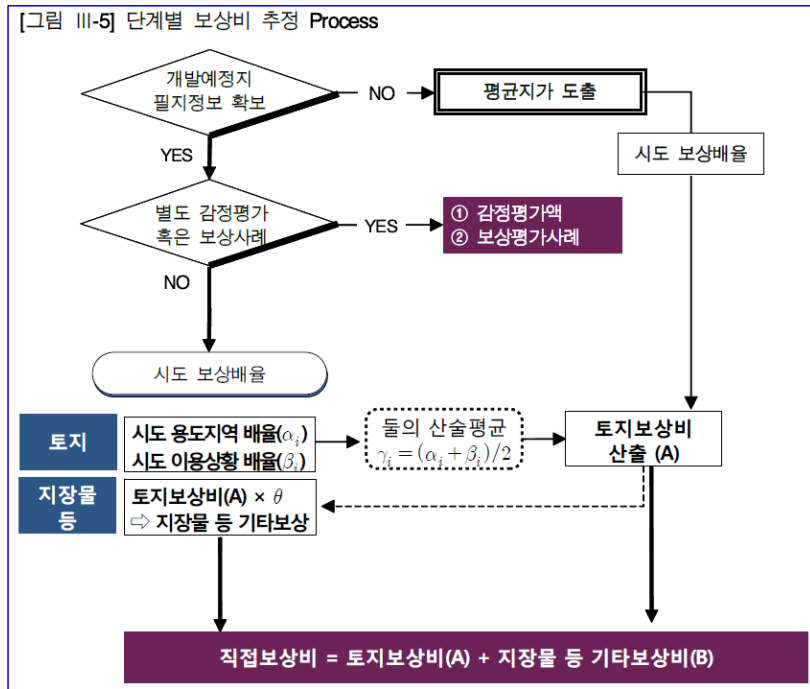 [그림 Ⅲ-5] 단계별 보상비 추정 Process
개발예정지
필지정보 확보
NO
평균지가 도출
YES
시도 보상배율
별도 감정평가
혹은 보상사례
YES
① 감정평가액
② 보상평가사례
NO
시도 보상배율
토지
시도 용도지역 배율(α_i)
시도 이용상황 배율(β_i)
둘의 산술평균
γ_i = (α_i + β_i)/2
토지보상비
산출 (A)
지장물
등
토지보상비(A) × θ
⇨ 지장물 등 기타보상
직접보상비 = 토지보상비(A) + 지장물 등 기타보상비(B)